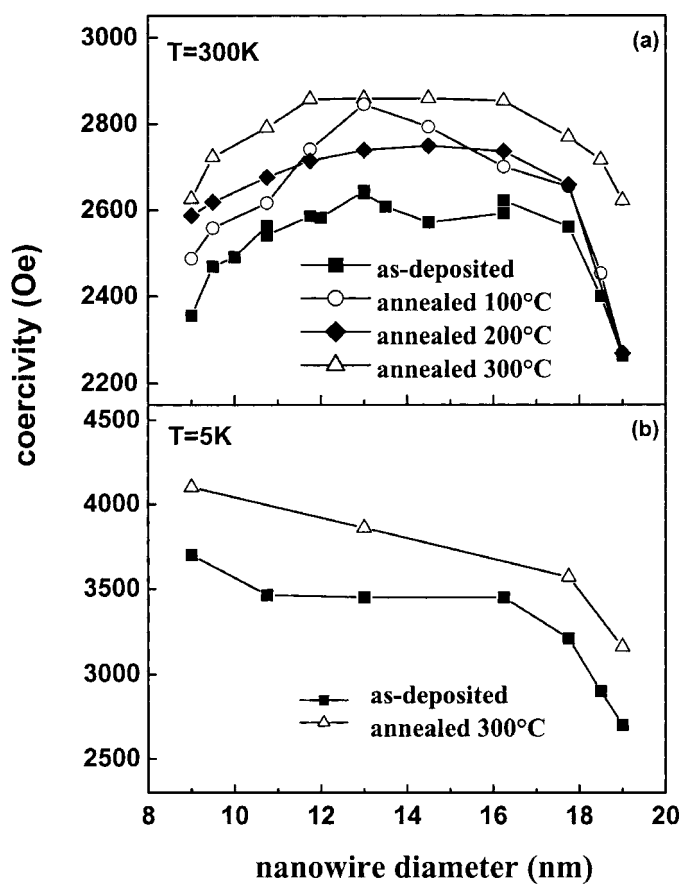 3000
2800
2600
2400
2200
T=300K
(a)
as-deposited
annealed 100°C
annealed 200°C
annealed 300°C
coercivity (Oe)
4500
4000
3500
3000
2500
T=5K
(b)
as-deposited
annealed 300°C
8 10 12 14 16 18 20
nanowire diameter (nm)